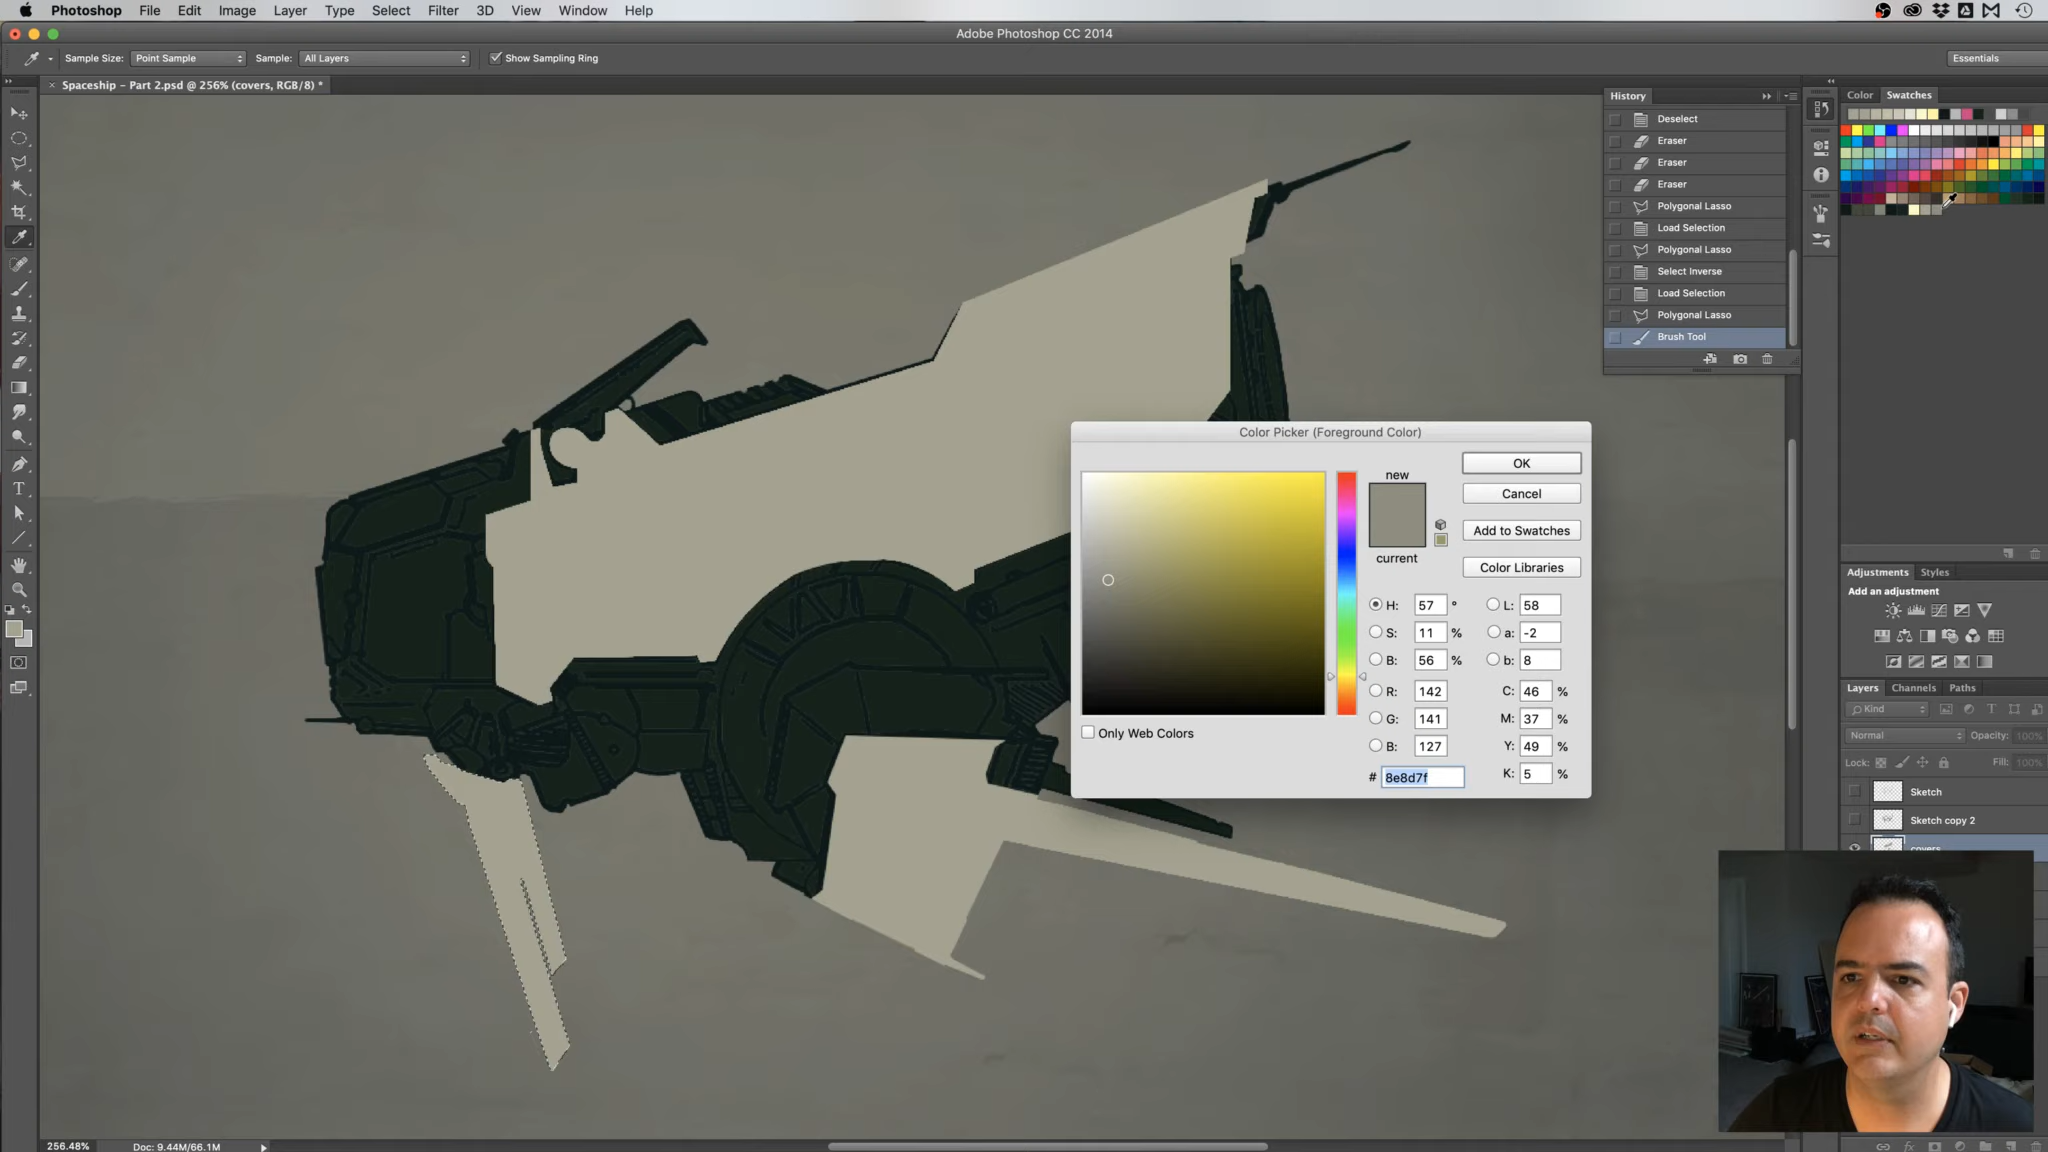 Photoshop File Edit Image Layer Type Select Filter 3D View Window Help
Adobe Photoshop CC 2014
Sample Size: Point Sample Sample: All Layers Show Sampling Ring Essentials
Spaceship – Part 2.psd @ 256% (covers, RGB/8) *
History
Deselect
Eraser
Eraser
Eraser
Polygonal Lasso
Load Selection
Polygonal Lasso
Select Inverse
Load Selection
Polygonal Lasso
Brush Tool
Color Swatches
Color Picker (Foreground Color)
new
current
OK
Cancel
Add to Swatches
Color Libraries
H: 57 ° L: 58
S: 11 % a: -2
B: 56 % b: 8
R: 142 C: 46 %
G: 141 M: 37 %
B: 127 Y: 49 %
# 8e8d7f K: 5 %
Only Web Colors
Adjustments Styles
Add an adjustment
Layers Channels Paths
Kind
Normal Opacity: 100%
Lock: Fill: 100%
Sketch
Sketch copy 2
covers
256.48% Doc: 9.44M/66.1M